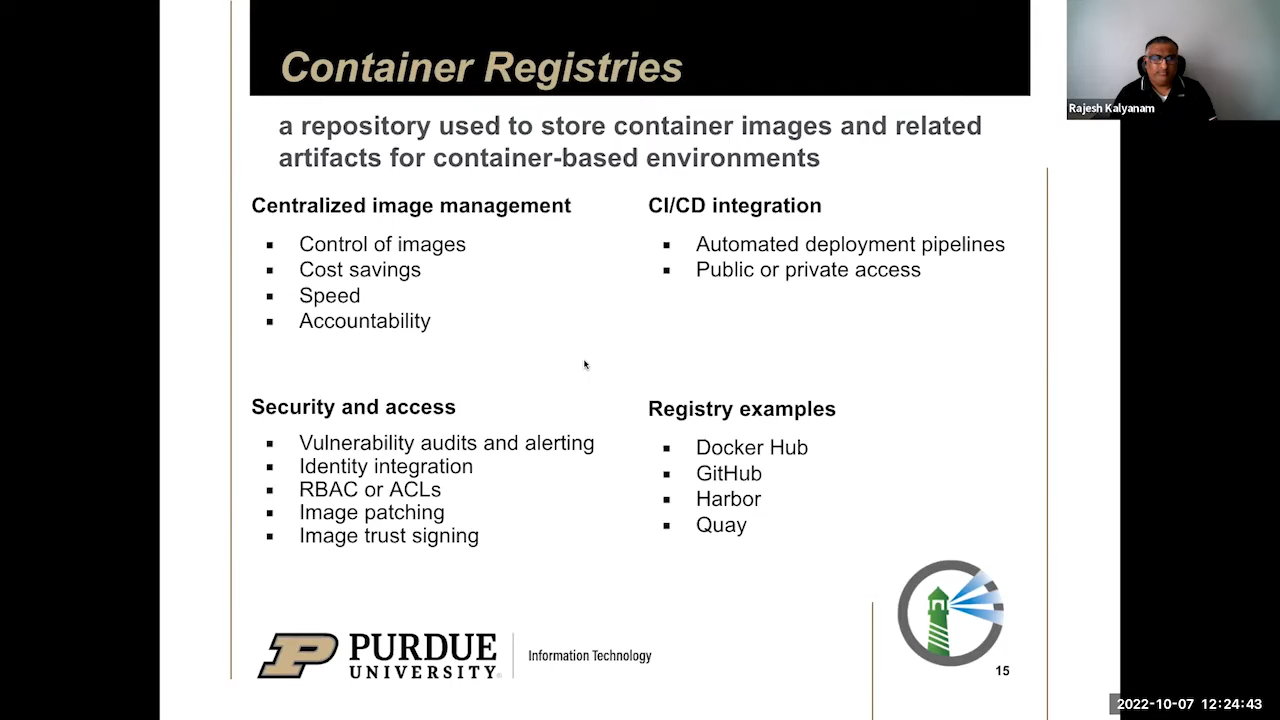 Container Registries
a repository used to store container images and related
artifacts for container-based environments
Centralized image management
Control of images
Cost savings
Speed
Accountability
CI/CD integration
Automated deployment pipelines
Public or private access
Security and access
Vulnerability audits and alerting
Identity integration
RBAC or ACLs
Image patching
Image trust signing
Registry examples
Docker Hub
GitHub
Harbor
Quay
PURDUE
UNIVERSITY
Information Technology
15
Rajesh Kalyanam
2022-10-07 12:24:43